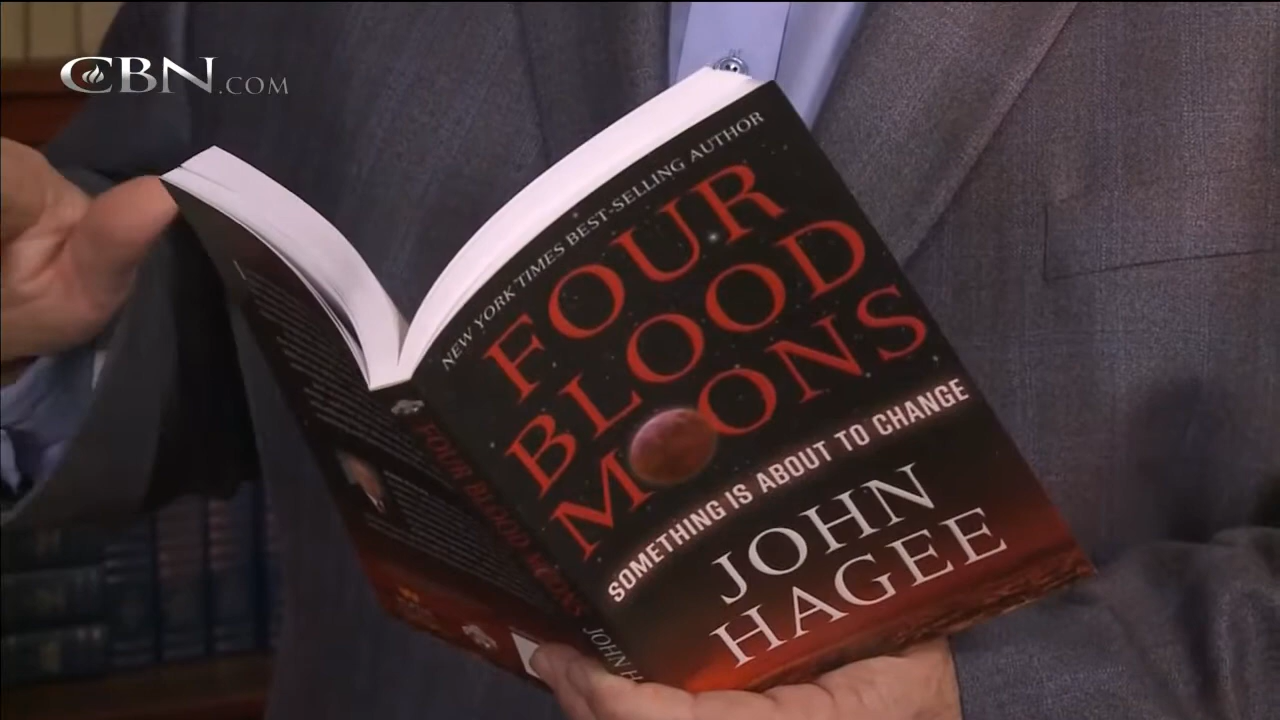 CBN.COM
NEW YORK TIMES BEST-SELLING AUTHOR
FOUR
BLOOD
MOONS
SOMETHING IS ABOUT TO CHANGE
JOHN
HAGEE
FOUR BLOOD MOONS JOHN H